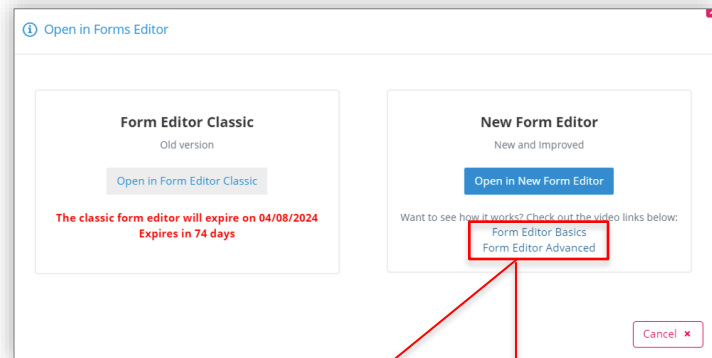 Open in Forms Editor
Form Editor Classic
Old version
Open in Form Editor Classic
The classic form editor will expire on 04/08/2024
Expires in 74 days
New Form Editor
New and Improved
Open in New Form Editor
Want to see how it works? Check out the video links below:
Form Editor Basics
Form Editor Advanced
Cancel ×